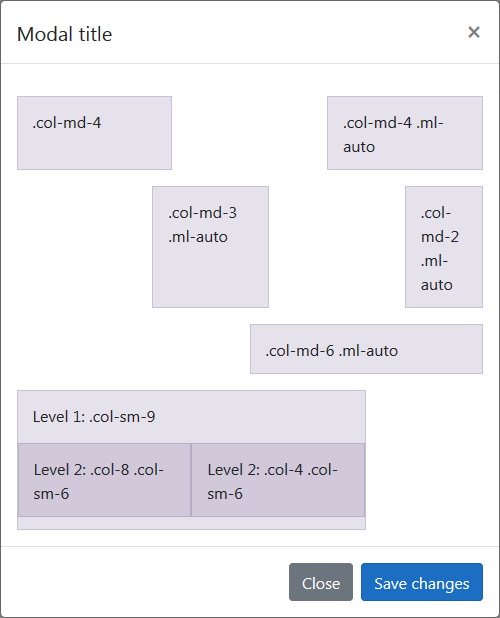 Modal title
×
.col-md-4
.col-md-4 .ml-
auto
.col-md-3
.ml-auto
.col-
md-2
.ml-
auto
.col-md-6 .ml-auto
Level 1: .col-sm-9
Level 2: .col-8 .col-
sm-6
Level 2: .col-4 .col-
sm-6
Close
Save changes